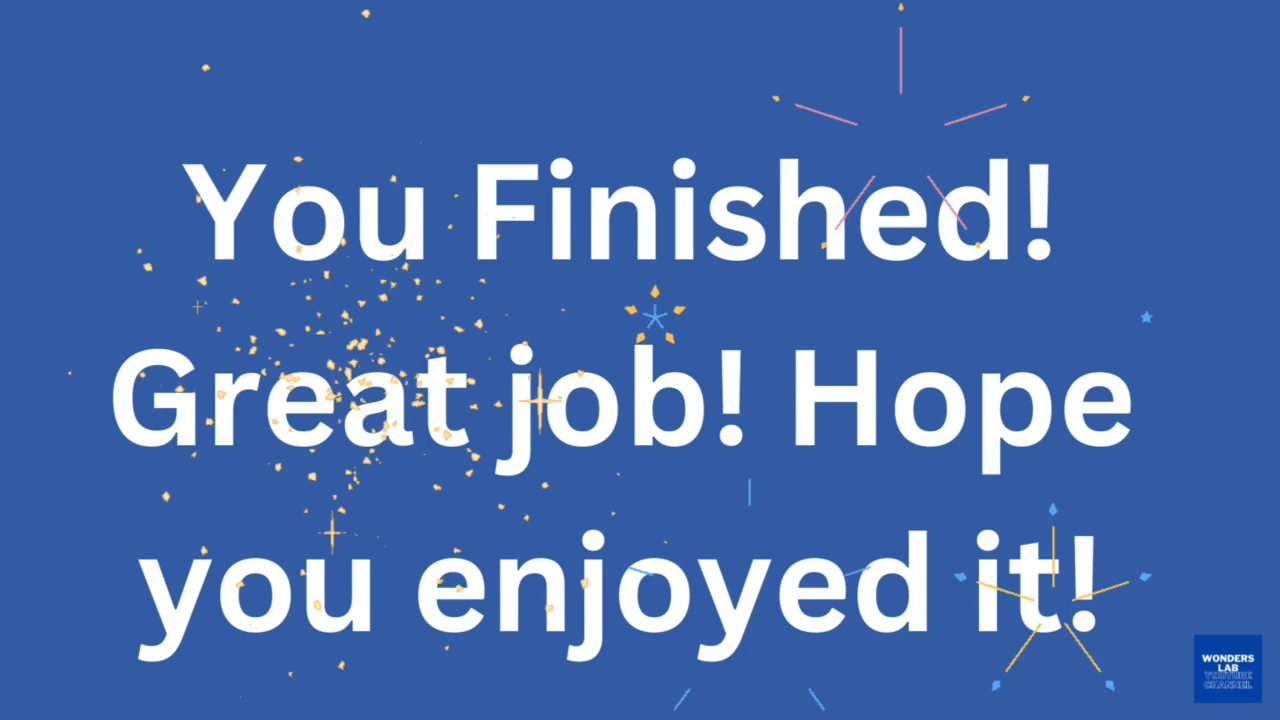 You Finished!
Great job! Hope
you enjoyed it!
WONDERS
LAB
YOUTUBE
CHANNEL